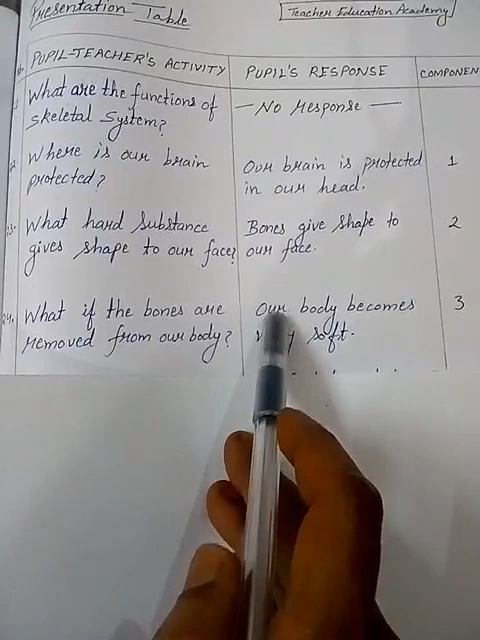 Presentation Table
Teacher Education Academy
PUPIL-TEACHER'S ACTIVITY
PUPIL'S RESPONSE
COMPONEN
What are the functions of
skeletal System?
— No response —
2.
Where is our brain
protected?
Our brain is protected
in our head.
1
3.
What hard substance
gives shape to our face?
Bones give shape to
our face.
2
4.
What if the bones are
removed from our body?
Our body becomes
soft.
3